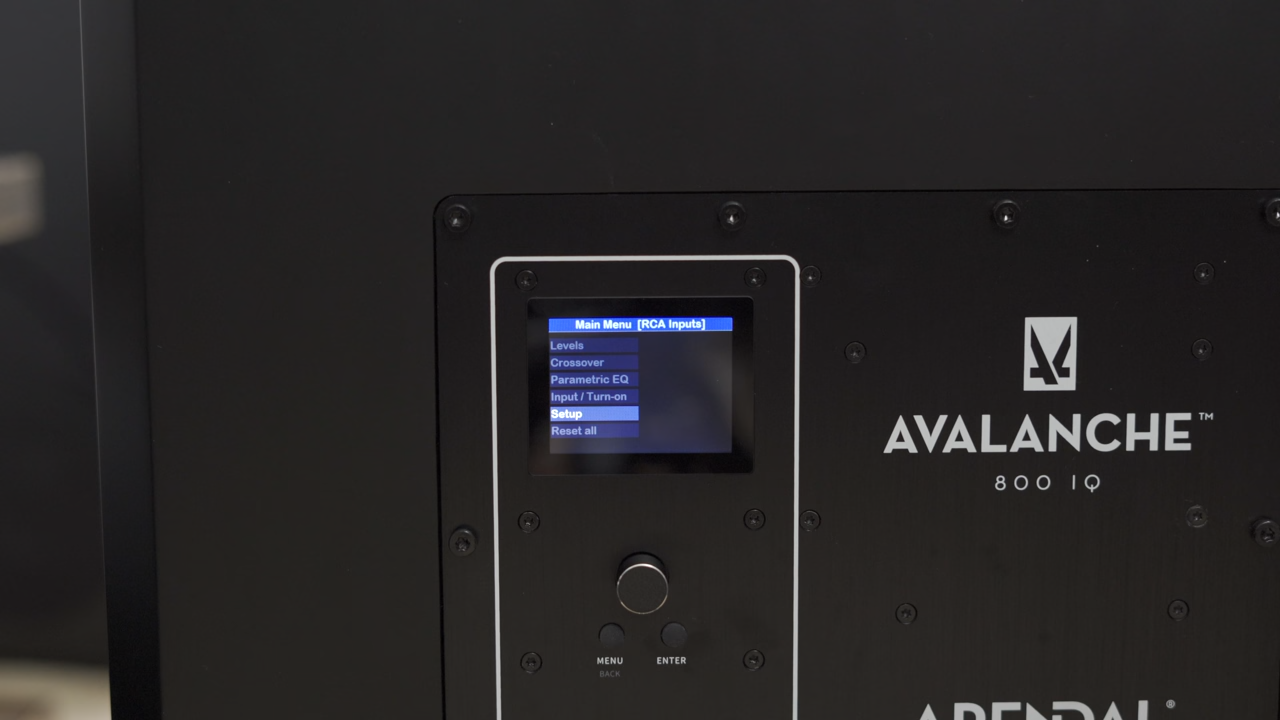 Main Menu [RCA Inputs]
Levels
Crossover
Parametric EQ
Input / Turn-on
Setup
Reset all
MENU
BACK
ENTER
AVALANCHE™
800 IQ
ARENDAL®